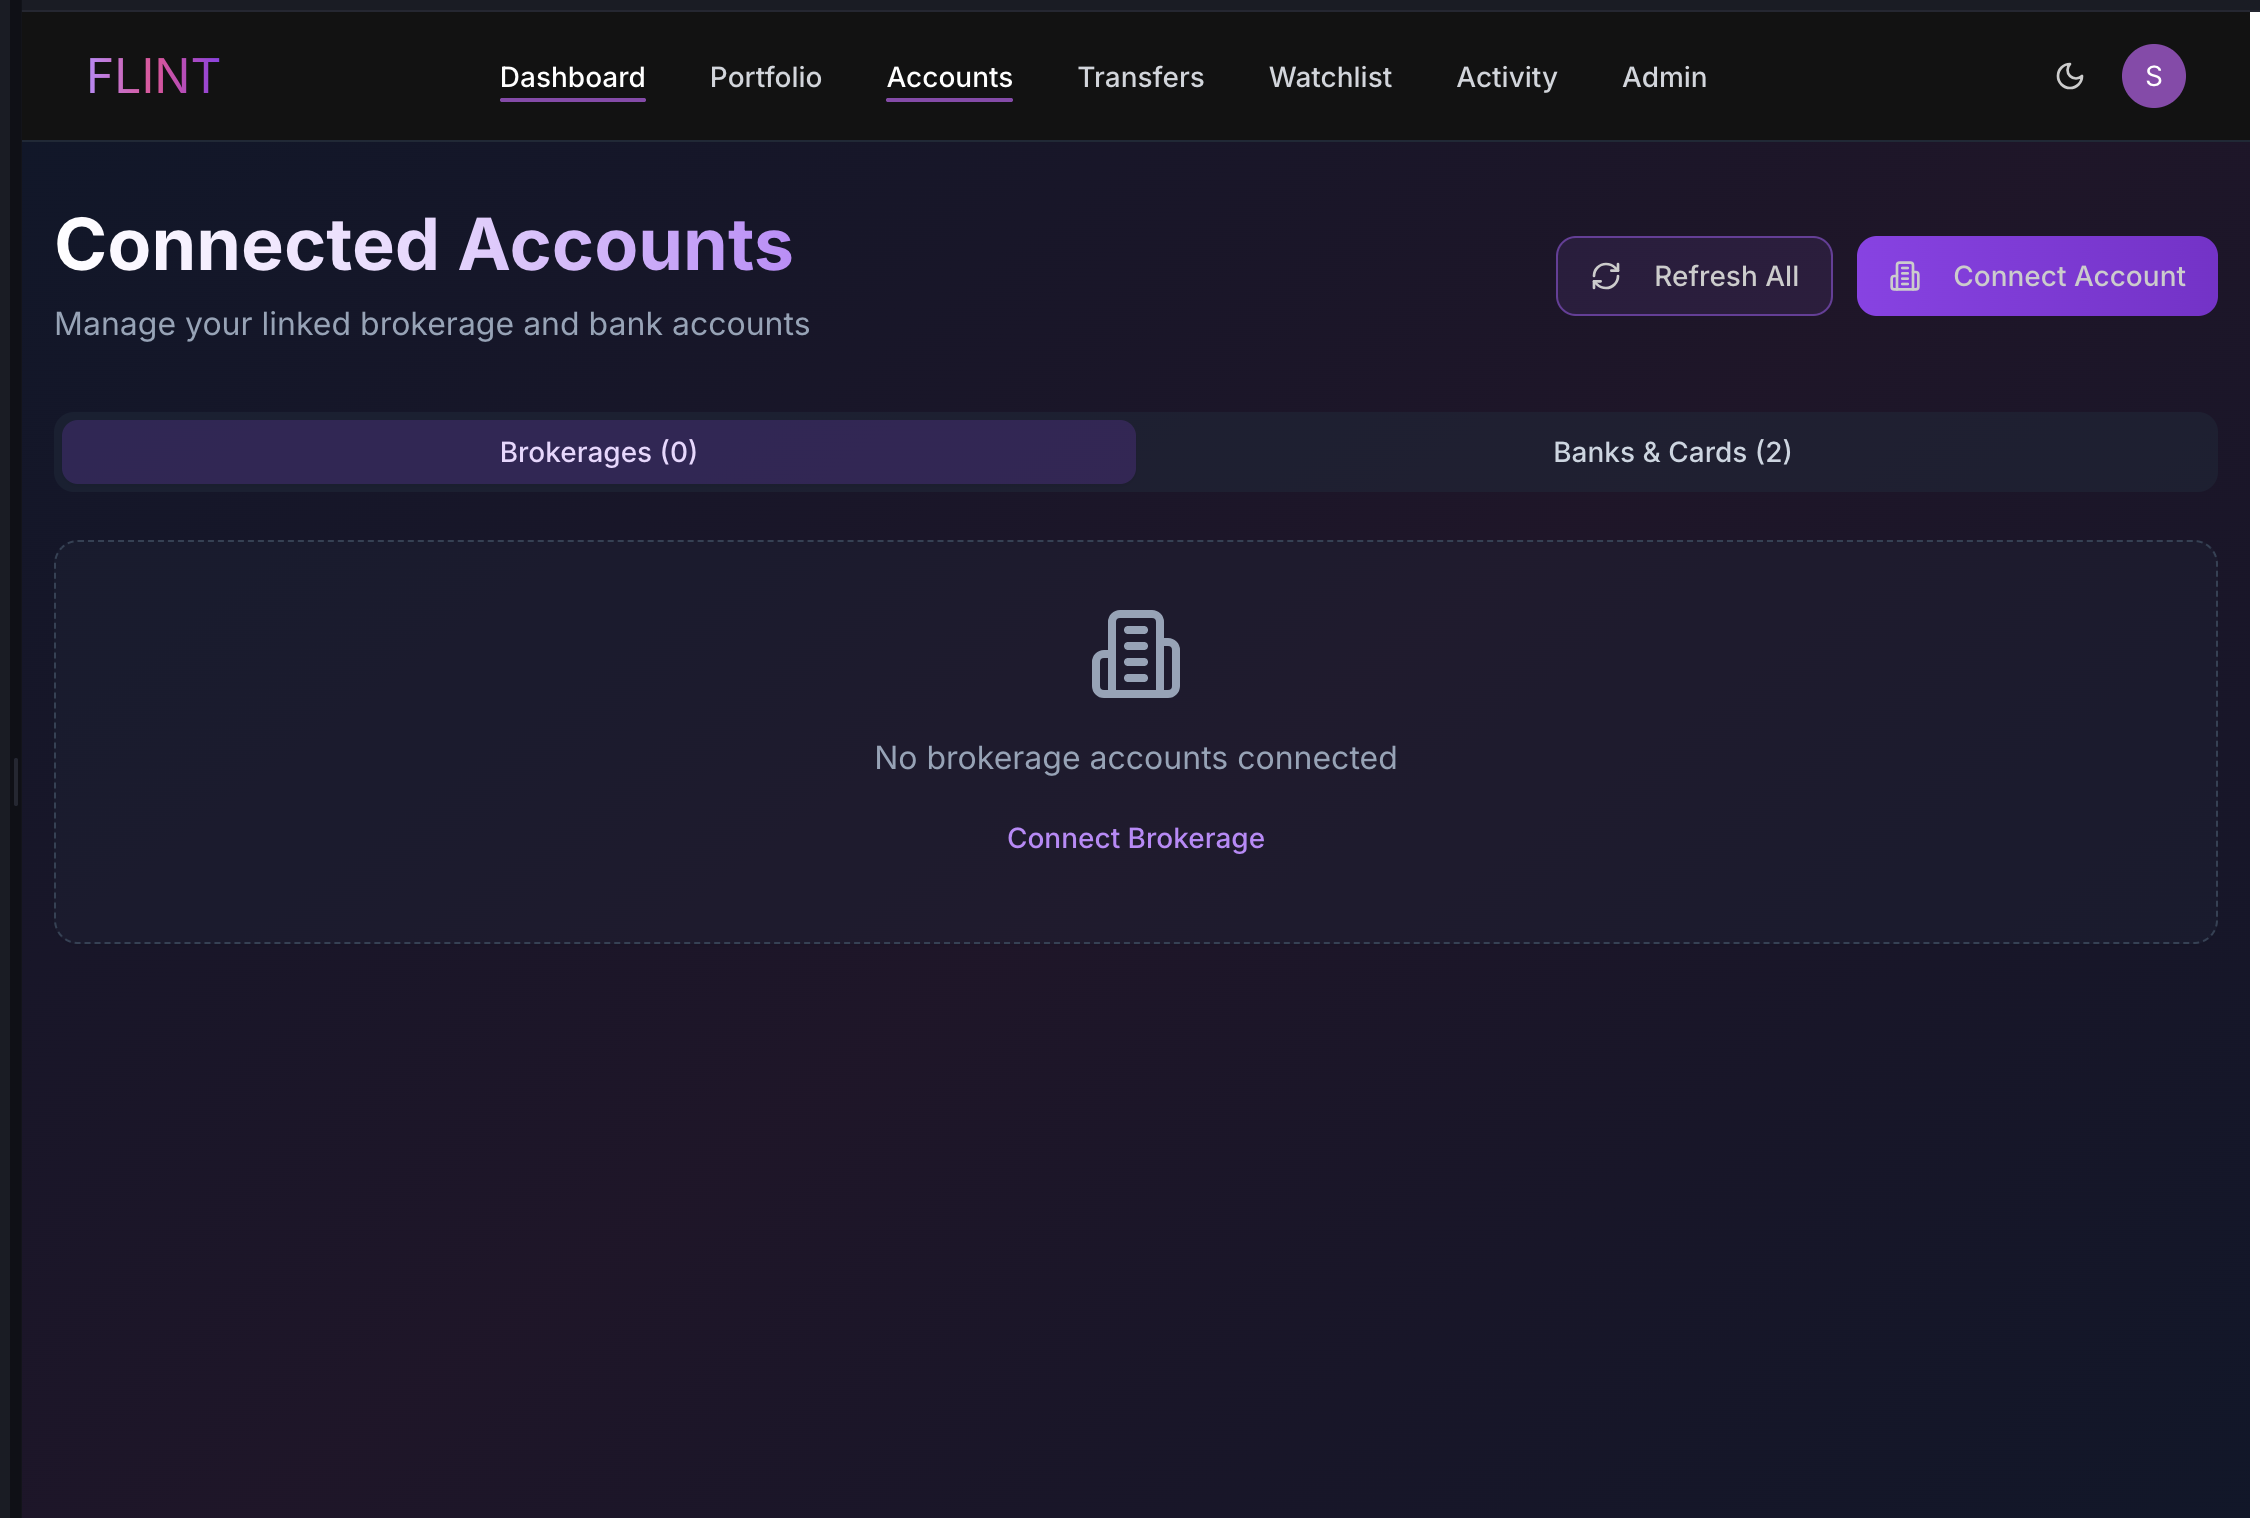 FLINT
Dashboard Portfolio Accounts Transfers Watchlist Activity Admin
S
Connected Accounts
Manage your linked brokerage and bank accounts
Refresh All
Connect Account
Brokerages (0)
Banks & Cards (2)
No brokerage accounts connected
Connect Brokerage